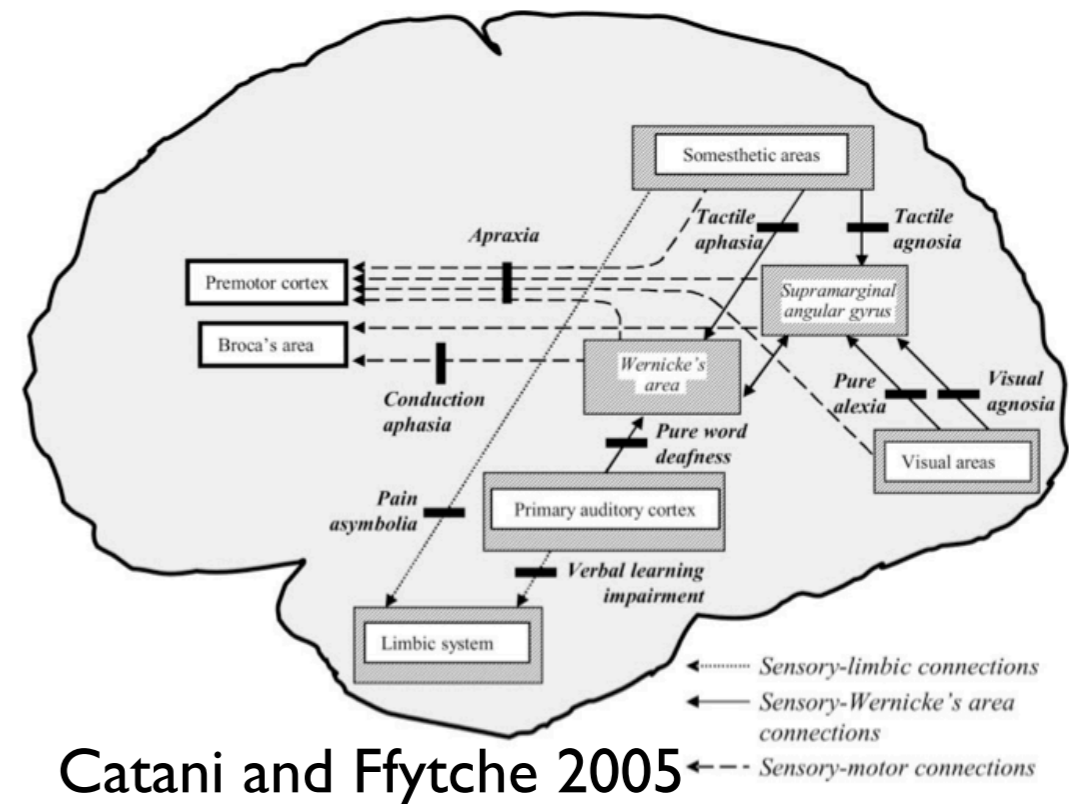 Somesthetic areas
Tactile
aphasia
Tactile
agnosia
Apraxia
Premotor cortex
Supramarginal
angular gyrus
Broca's area
Wernicke's
area
Conduction
aphasia
Pure
alexia
Visual
agnosia
Pure word
deafness
Visual areas
Pain
asymbolia
Primary auditory cortex
Verbal learning
impairment
Limbic system
Sensory-limbic connections
Sensory-Wernicke's area
connections
Sensory-motor connections
Catani and Ffytche 2005